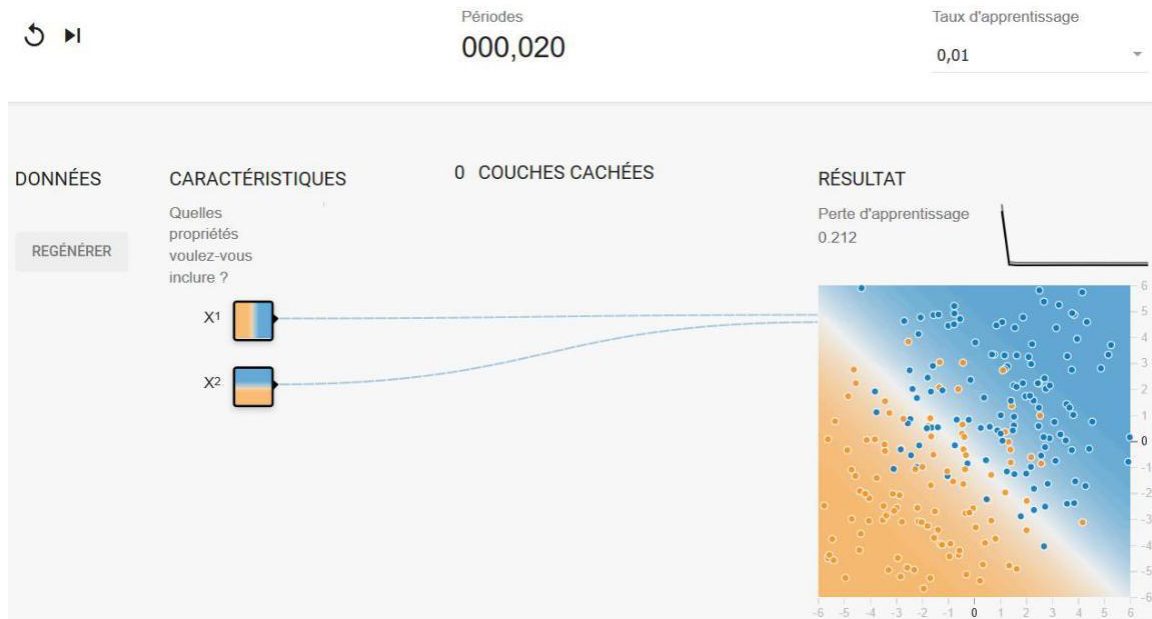 Périodes
000,020
Taux d'apprentissage
0,01
DONNÉES
REGÉNÉRER
CARACTÉRISTIQUES
Quelles
propriétés
voulez-vous
inclure ?
X1
X2
0 COUCHES CACHÉES
RÉSULTAT
Perte d'apprentissage
0.212
6
5
4
3
2
1
0
-1
-2
-3
-4
-5
-6
-6 -5 -4 -3 -2 -1 0 1 2 3 4 5 6